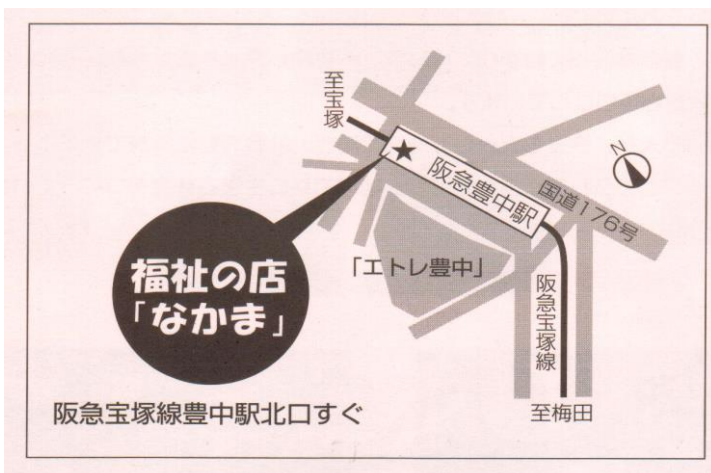 至宝塚
★
阪急豊中駅
国道176号
N
「エトレ豊中」
福祉の店
「なかま」
阪急宝塚線
阪急宝塚線豊中駅北口すぐ
至梅田